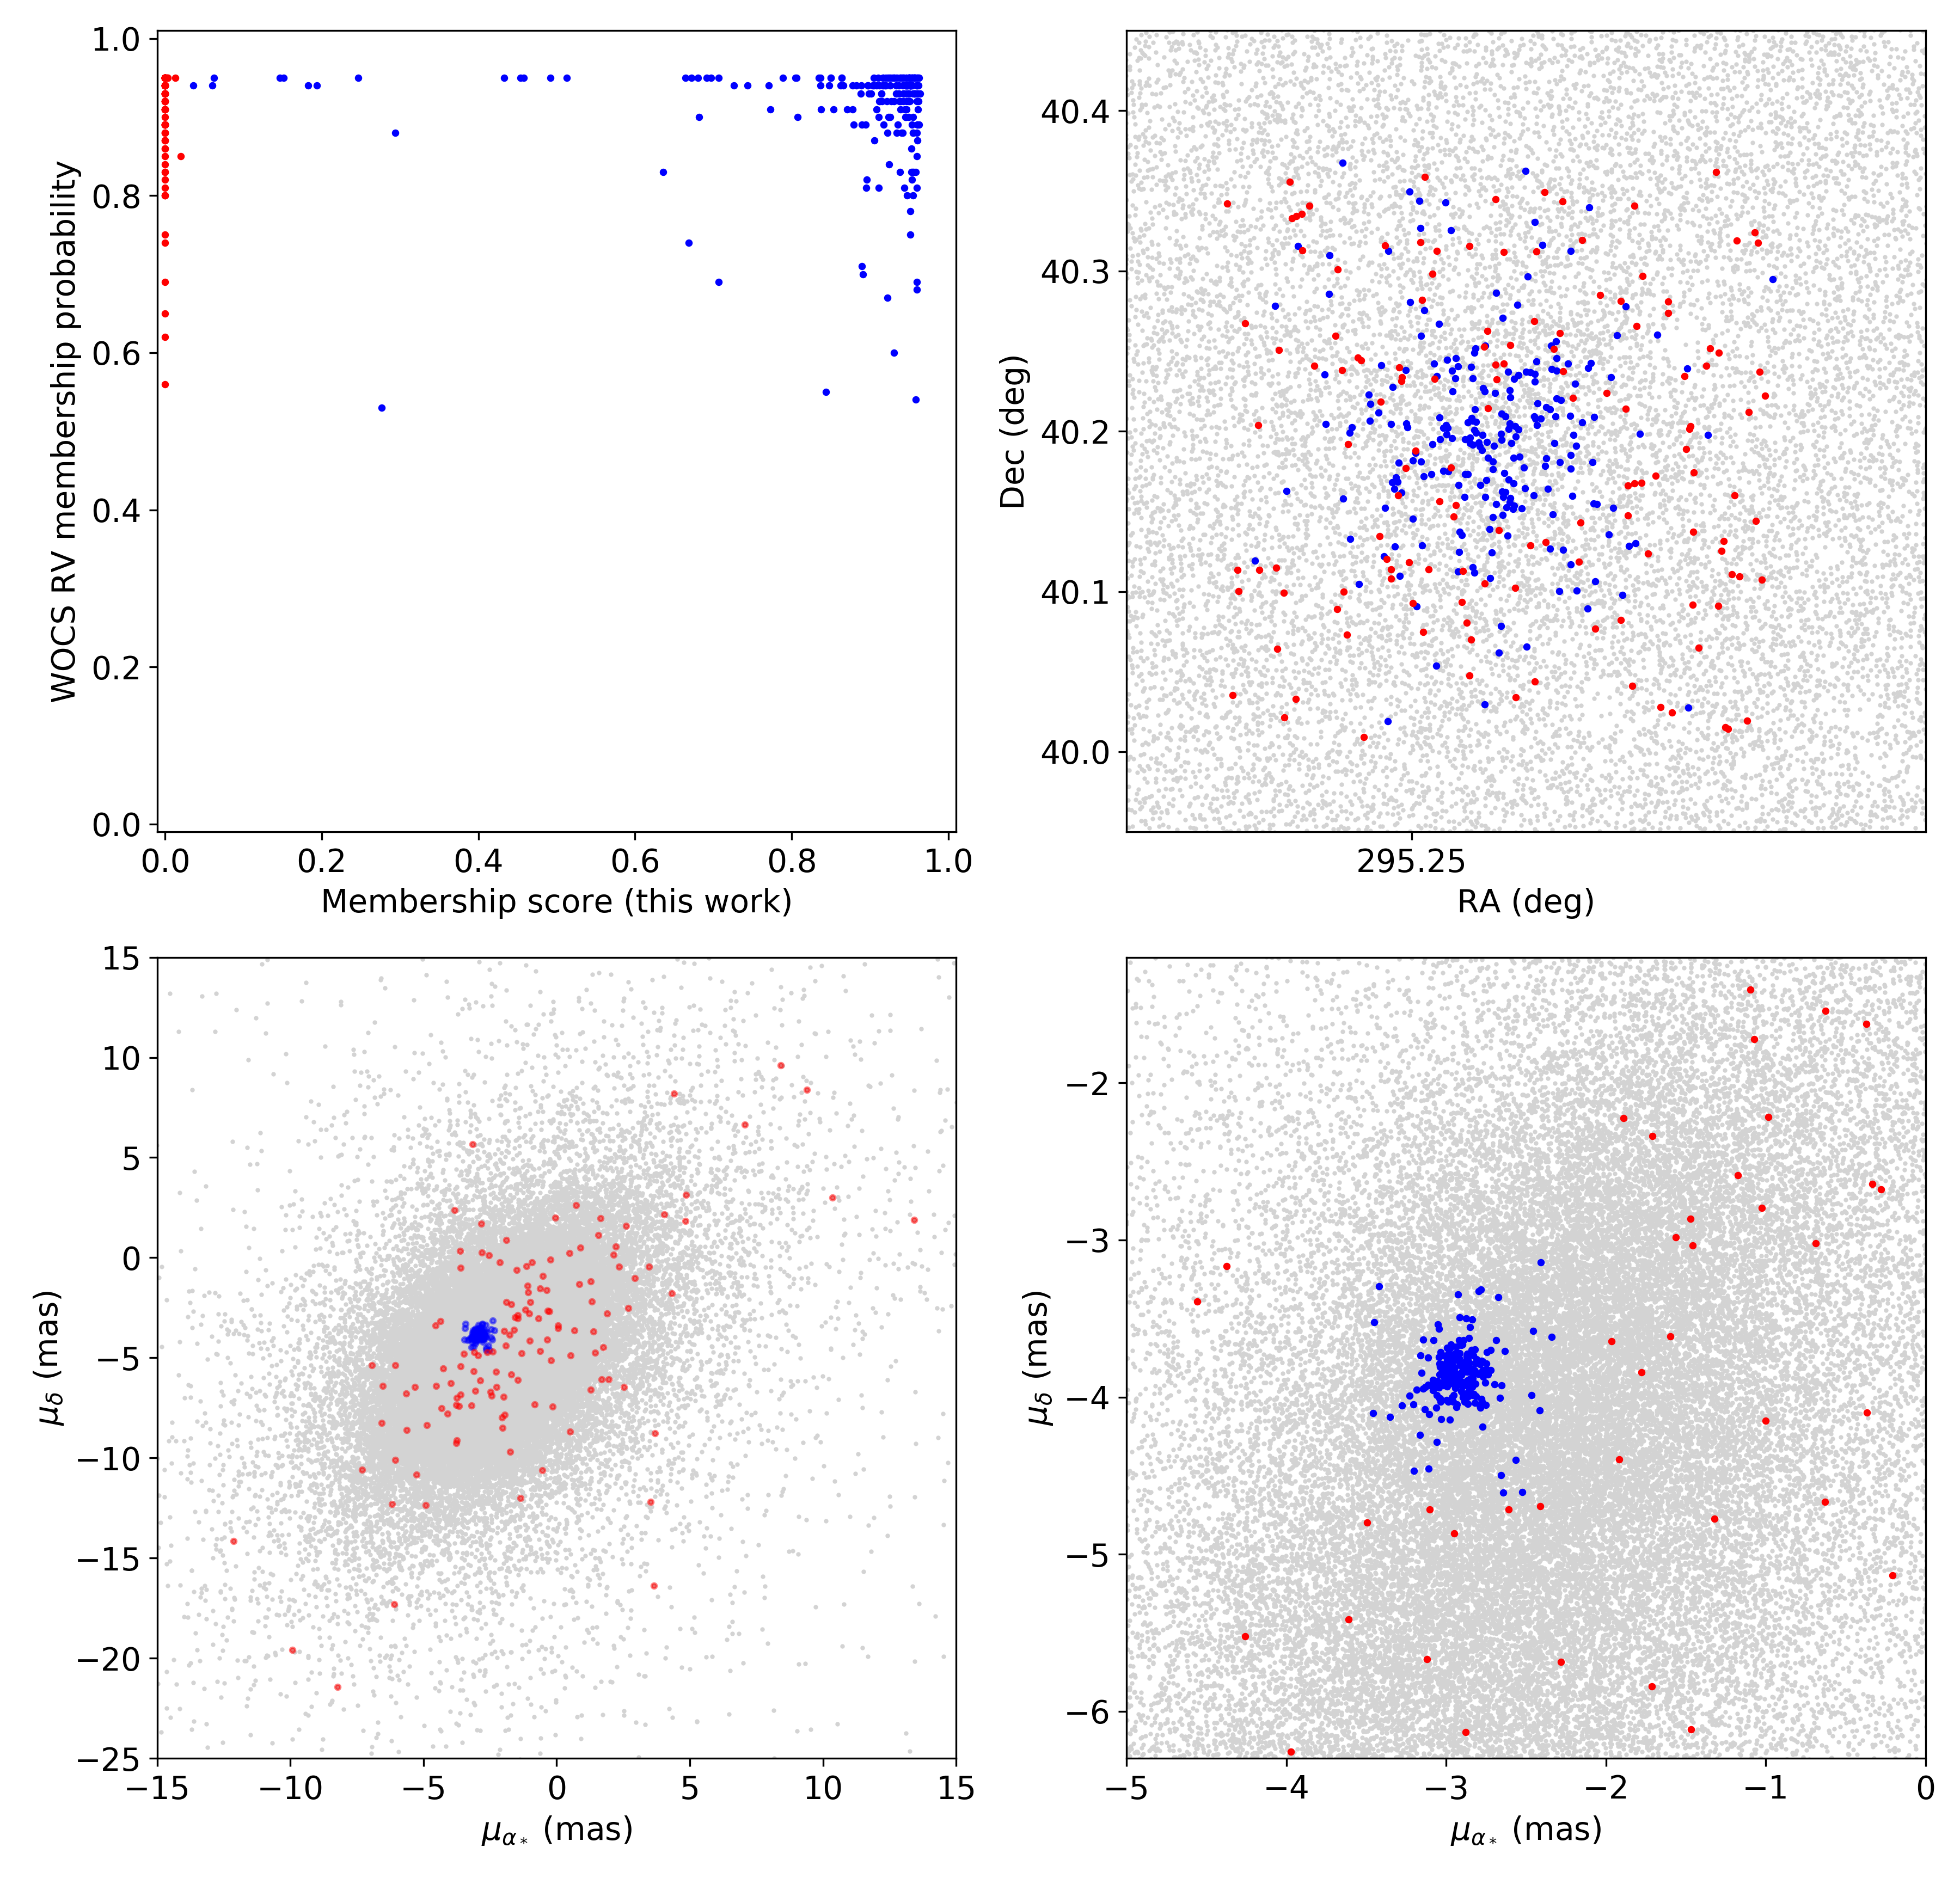 1.0
0.8
0.6
0.4
0.2
0.0
WOCS RV membership probability
0.0 0.2 0.4 0.6 0.8 1.0
Membership score (this work)
40.4
40.3
40.2
40.1
40.0
Dec (deg)
295.25
RA (deg)
15
10
5
0
−5
−10
−15
−20
−25
μδ (mas)
−15 −10 −5 0 5 10 15
μα* (mas)
−2
−3
−4
−5
−6
μδ (mas)
−5 −4 −3 −2 −1 0
μα* (mas)